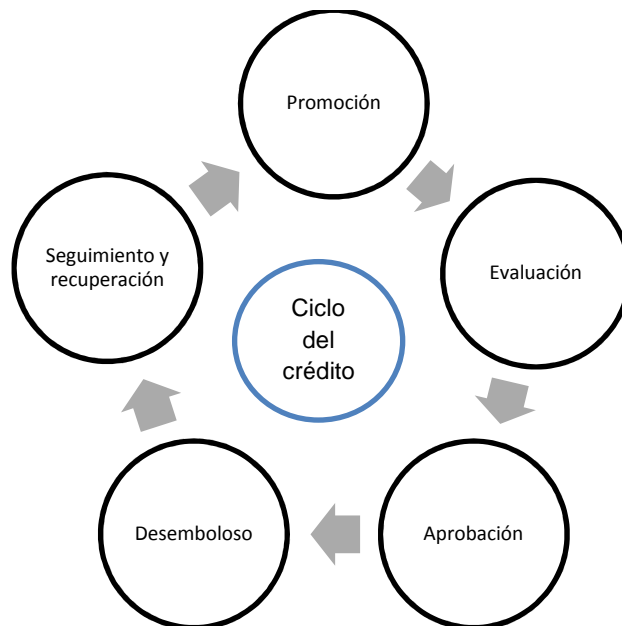 Promoción
Seguimiento y
recuperación
Evaluación
Ciclo
del
crédito
Desemboloso
Aprobación